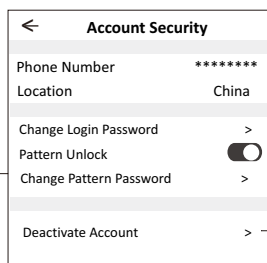 ← Account Security
Phone Number ********
Location China
Change Login Password >
Pattern Unlock
Change Pattern Password >
Deactivate Account >